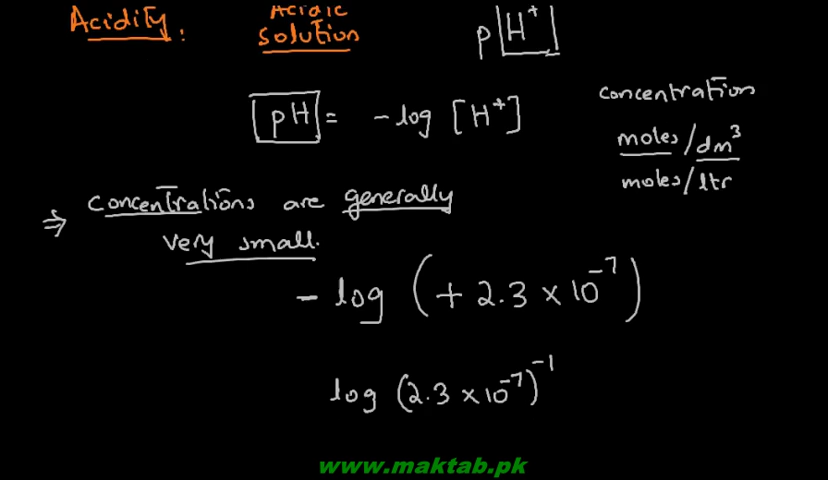 Acidity. Acidic solution p[H⁺]
pH = -log [H⁺]
concentration
moles/dm³
moles/ltr
⇒ concentrations are generally
very small.
- log (+ 2.3 × 10⁻⁷)
log (2.3 × 10⁻⁷)⁻¹
www.maktab.pk